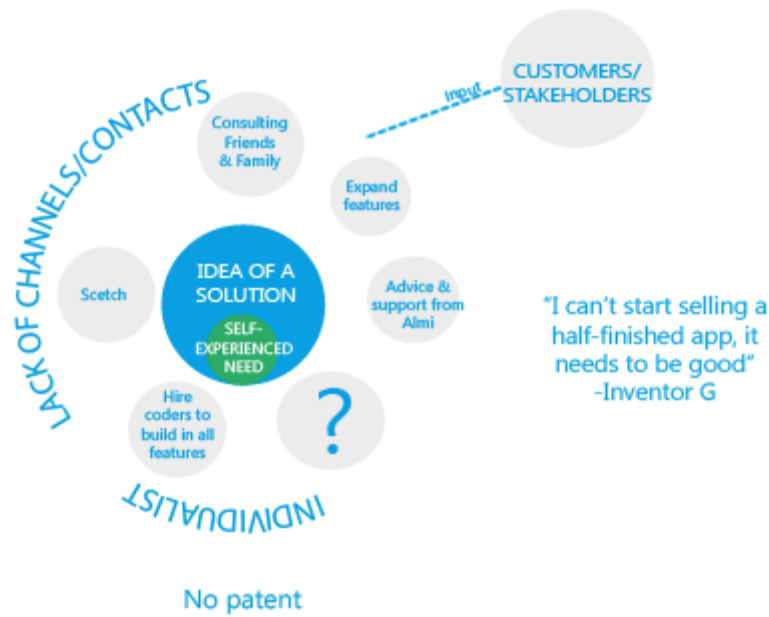 LACK OF CHANNELS/CONTACTS
Consulting
Friends
& Family
Input
CUSTOMERS/
STAKEHOLDERS
Expand
features
Scetch
IDEA OF A
SOLUTION
SELF-
EXPERIENCED
NEED
Advice &
support from
Almi
"I can't start selling a
half-finished app, it
needs to be good"
-Inventor G
Hire
coders to
build in all
features
?
INDIVIDUALIST
No patent